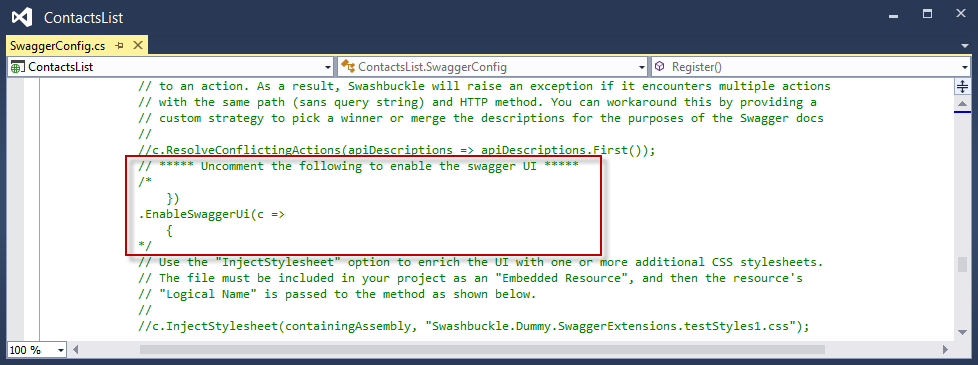 ContactsList
SwaggerConfig.cs
ContactsList
ContactsList.SwaggerConfig
Register()
// to an action. As a result, Swashbuckle will raise an exception if it encounters multiple actions
// with the same path (sans query string) and HTTP method. You can workaround this by providing a
// custom strategy to pick a winner or merge the descriptions for the purposes of the Swagger docs
//
//c.ResolveConflictingActions(apiDescriptions => apiDescriptions.First());
// ***** Uncomment the following to enable the swagger UI *****
/*
})
.EnableSwaggerUi(c =>
{
*/
// Use the "InjectStylesheet" option to enrich the UI with one or more additional CSS stylesheets.
// The file must be included in your project as an "Embedded Resource", and then the resource's
// "Logical Name" is passed to the method as shown below.
//
//c.InjectStylesheet(containingAssembly, "Swashbuckle.Dummy.SwaggerExtensions.testStyles1.css");
100 %